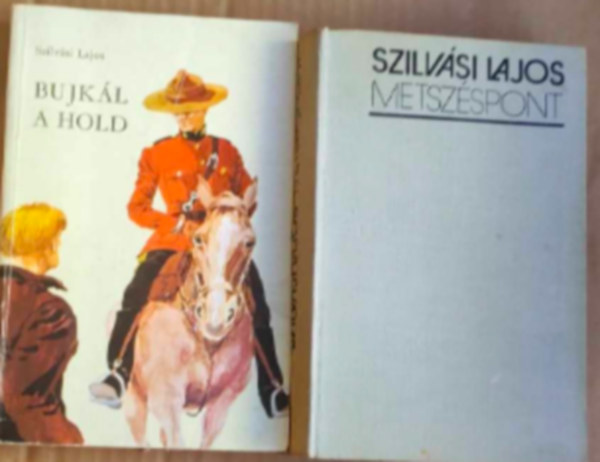 Szilvási Lajos
BUJKÁL
A HOLD
SZILVÁSI LAJOS
METSZÉSPONT